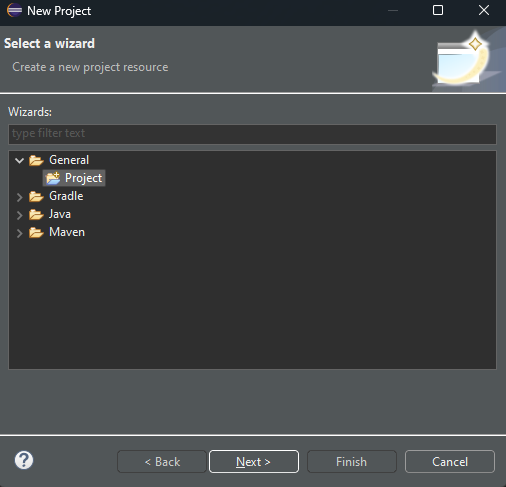 New Project
Select a wizard
Create a new project resource
Wizards:
type filter text
General
Project
Gradle
Java
Maven
?
< Back
Next >
Finish
Cancel